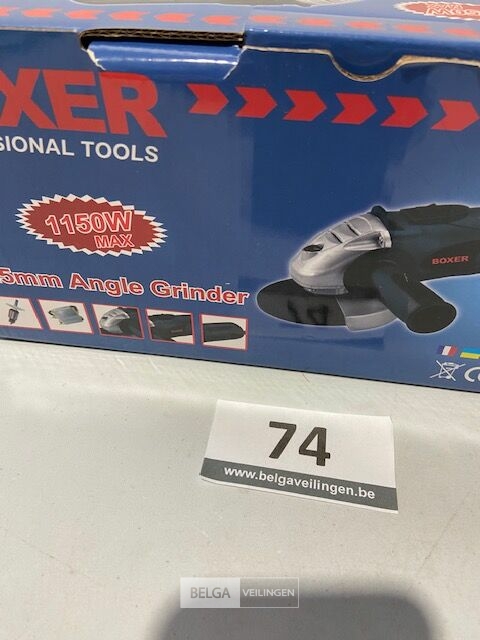 XER
SIONAL TOOLS
1150W
MAX
5mm Angle Grinder
BOXER
74
www.belgaveilingen.be
BELGA VEILINGEN